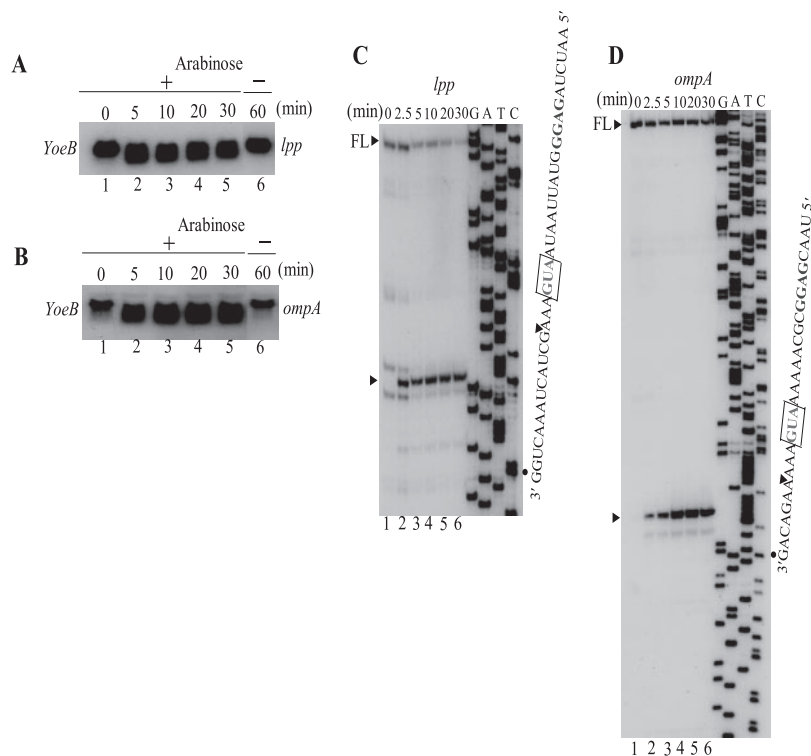 A
Arabinose
+ −
0 5 10 20 30 60 (min)
YoeB lpp
1 2 3 4 5 6
B
Arabinose
+ −
0 5 10 20 30 60 (min)
YoeB ompA
1 2 3 4 5 6
C
lpp
(min) 0 2.5 5 10 20 30 G A T C
FL
3' GGUCAAAUCAUCGAAAGUAAUAAUUAUGGGAGAUCUAA 5'
1 2 3 4 5 6
D
ompA
(min) 0 2.5 5 10 20 30 G A T C
FL
3'GACAGAAAAAGUAAAAAACGCGGAGCAAU 5'
1 2 3 4 5 6